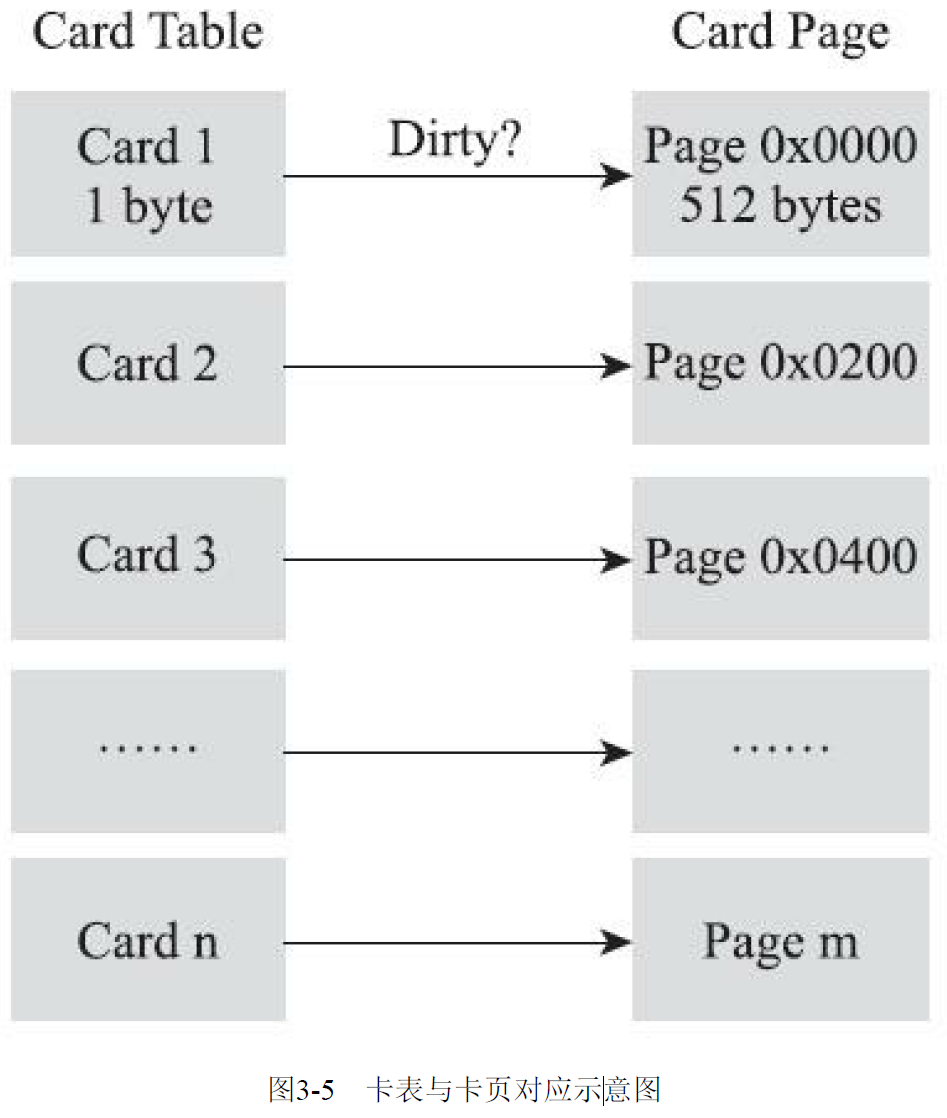 Card Table Card Page
Card 1
1 byte
Dirty?
Page 0x0000
512 bytes
Card 2
Page 0x0200
Card 3
Page 0x0400
······
······
Card n
Page m
图3-5 卡表与卡页对应示意图